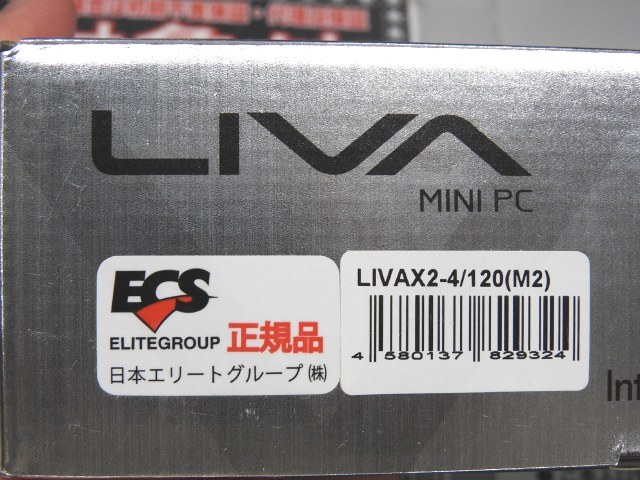 LIVA
MINI PC
ECS
ELITEGROUP 正規品
日本エリートグループ ㈱
LIVAX2-4/120(M2)
4 580137 829324
Int